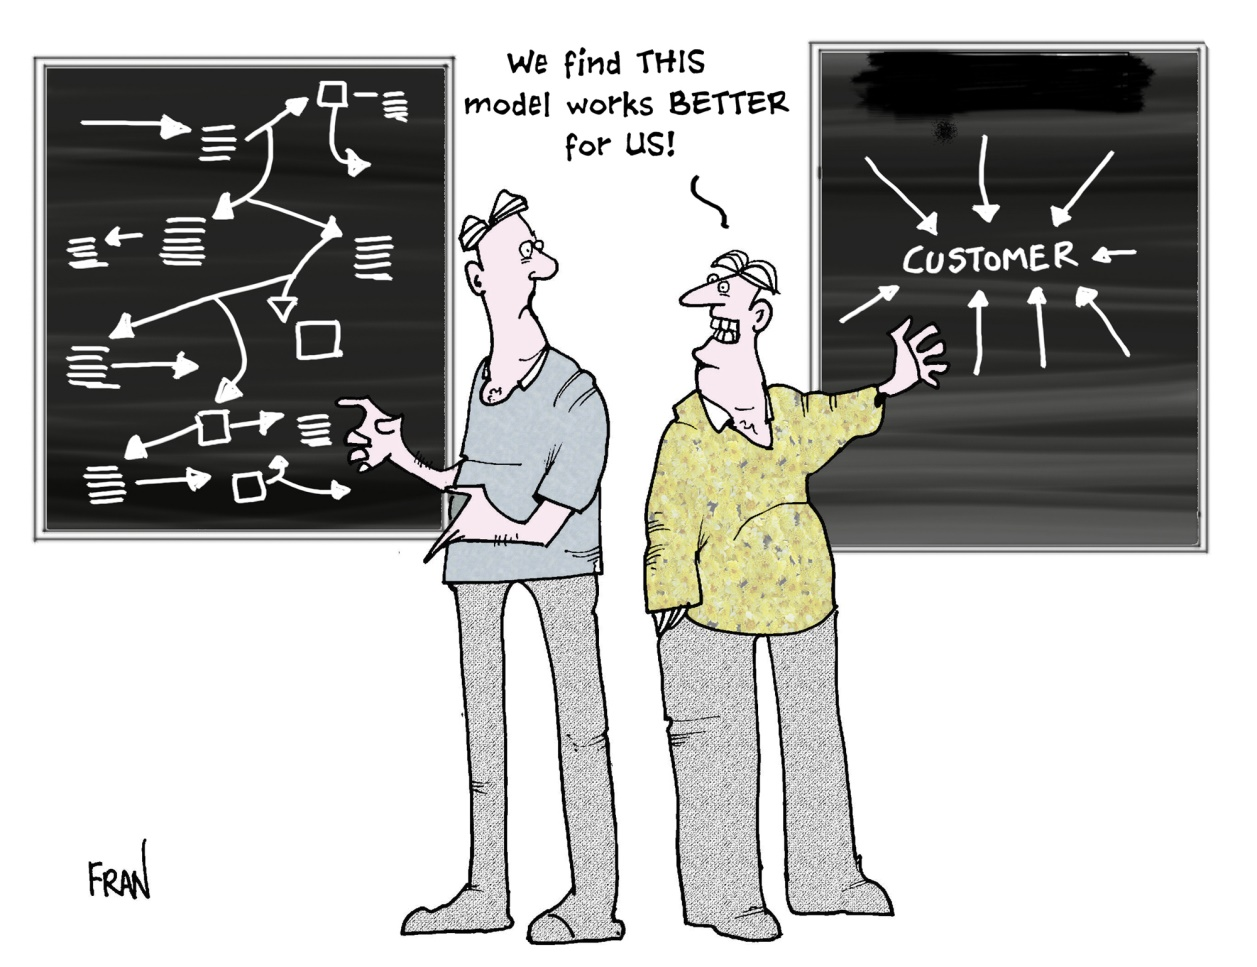 We find THIS
model works BETTER
for US!
CUSTOMER
FRAN